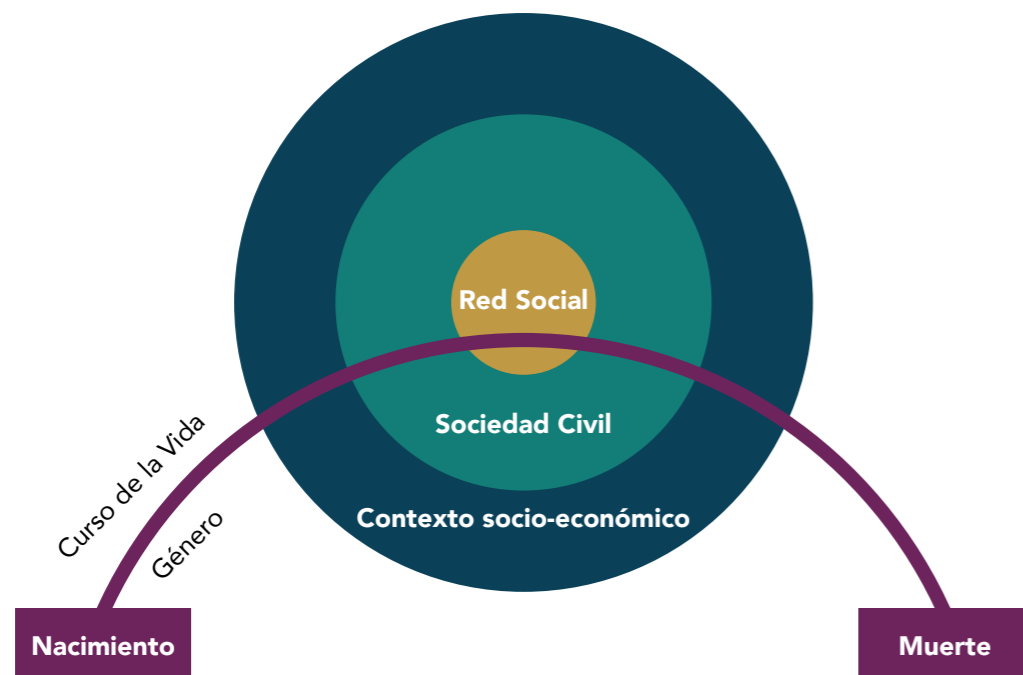 Red Social
Sociedad Civil
Contexto socio-económico
Curso de la Vida
Género
Nacimiento
Muerte